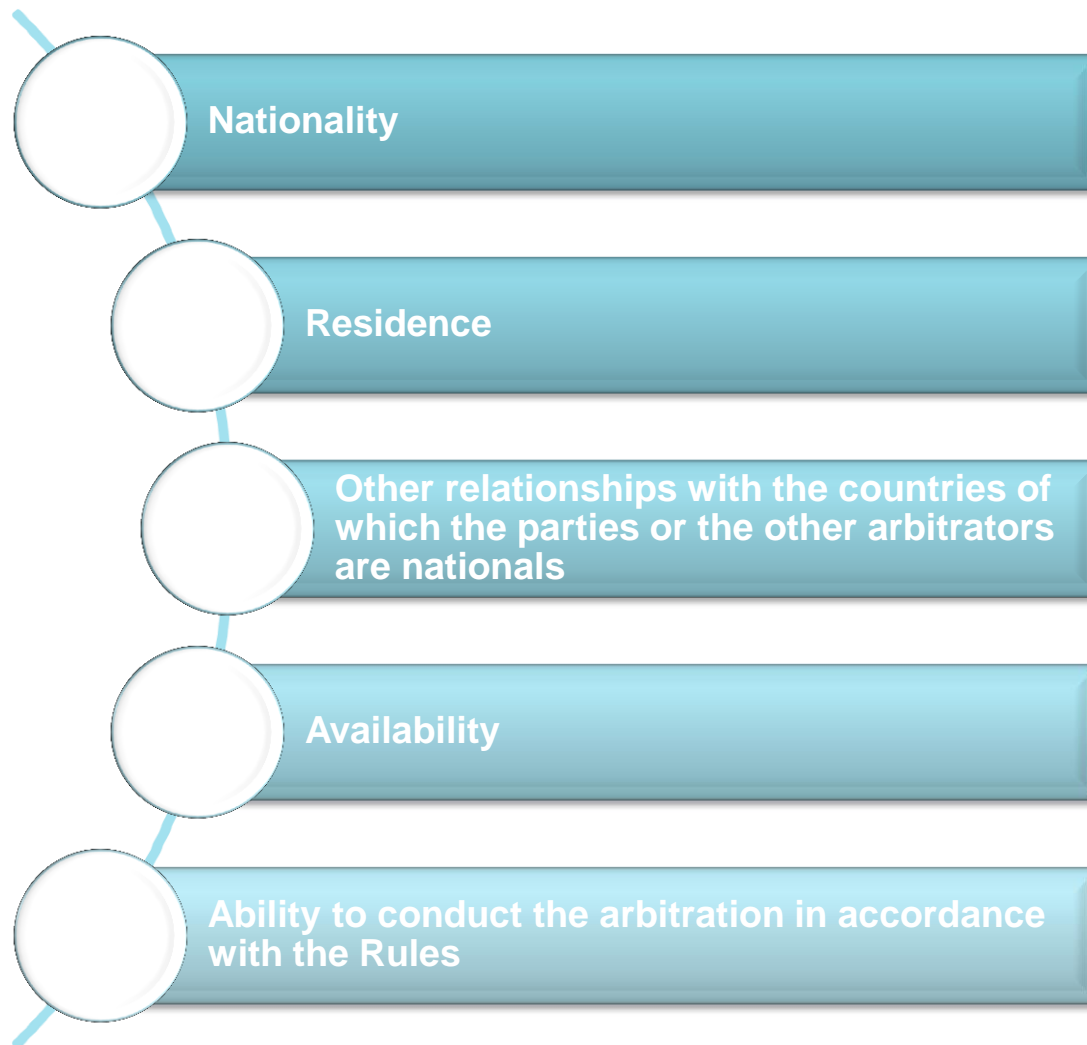 Nationality
Residence
Other relationships with the countries of
which the parties or the other arbitrators
are nationals
Availability
Ability to conduct the arbitration in accordance
with the Rules